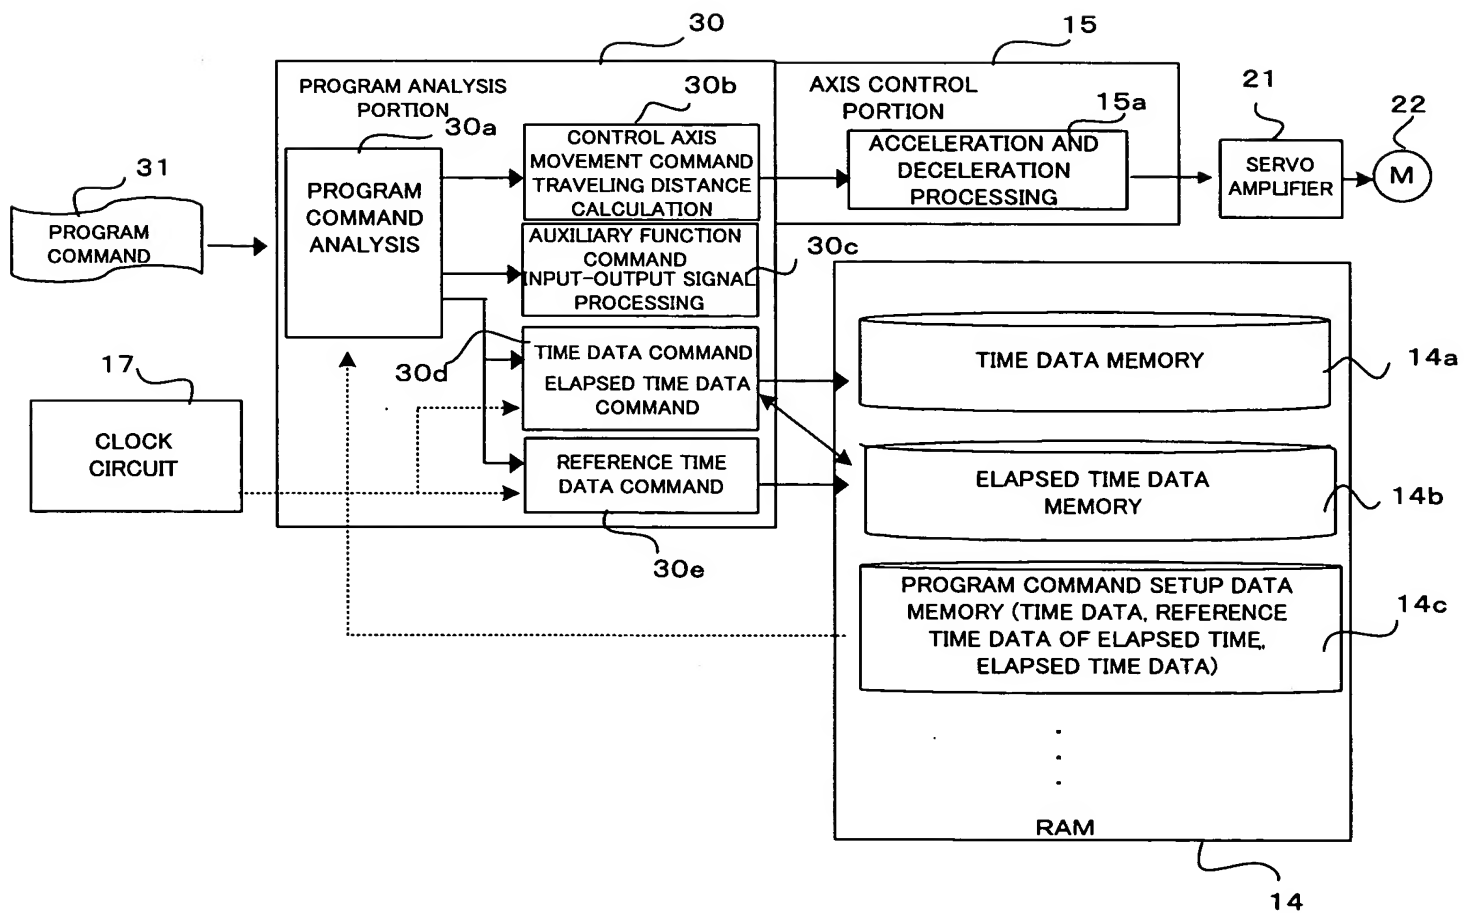 30
15
PROGRAM ANALYSIS
PORTION
30b
AXIS CONTROL
PORTION
21
22
30a
15a
CONTROL AXIS
MOVEMENT COMMAND
TRAVELING DISTANCE
CALCULATION
ACCELERATION AND
DECELERATION
PROCESSING
SERVO
AMPLIFIER
M
31
PROGRAM
COMMAND
PROGRAM
COMMAND
ANALYSIS
AUXILIARY FUNCTION
COMMAND
INPUT-OUTPUT SIGNAL
PROCESSING
30c
TIME DATA COMMAND
ELAPSED TIME DATA
COMMAND
30d
TIME DATA MEMORY
14a
17
CLOCK
CIRCUIT
REFERENCE TIME
DATA COMMAND
30e
ELAPSED TIME DATA
MEMORY
14b
PROGRAM COMMAND SETUP DATA
MEMORY (TIME DATA, REFERENCE
TIME DATA OF ELAPSED TIME,
ELAPSED TIME DATA)
14c
RAM
14